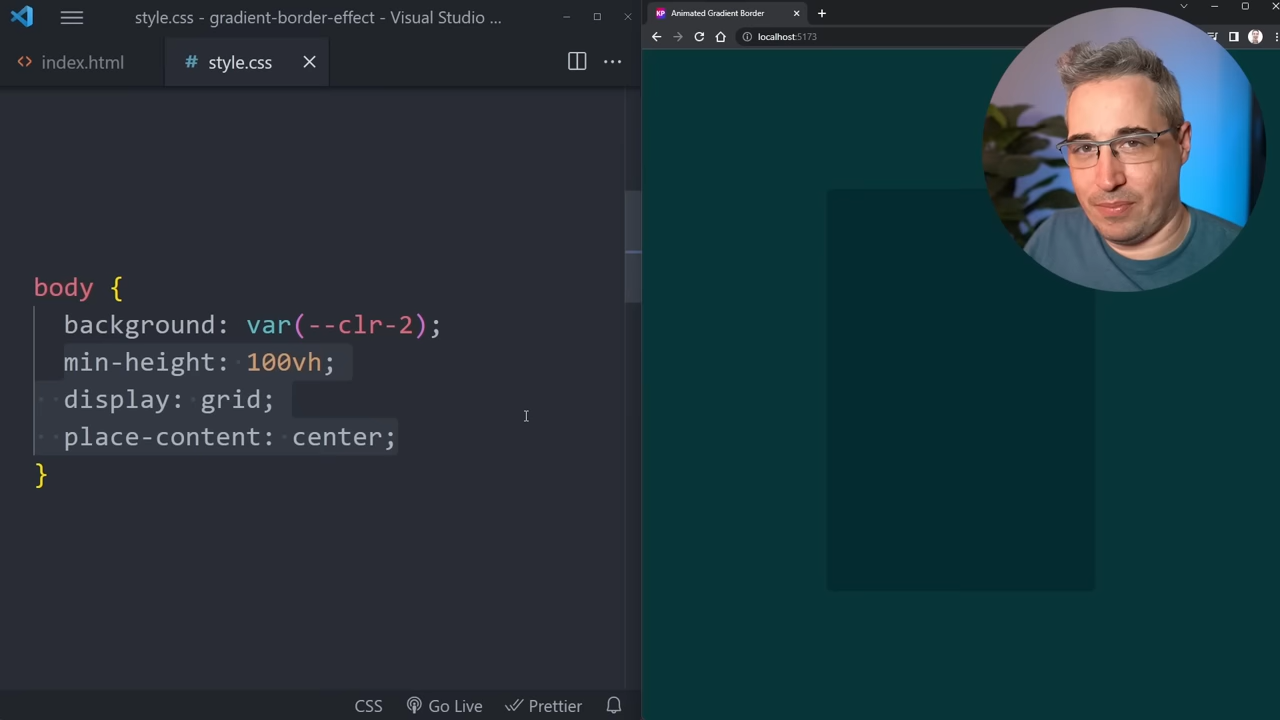 style.css - gradient-border-effect - Visual Studio ...
index.html
# style.css
body {
background: var(--clr-2);
min-height: 100vh;
display: grid;
place-content: center;
}
CSS
Go Live
Prettier
KP
Animated Gradient Border
localhost:5173